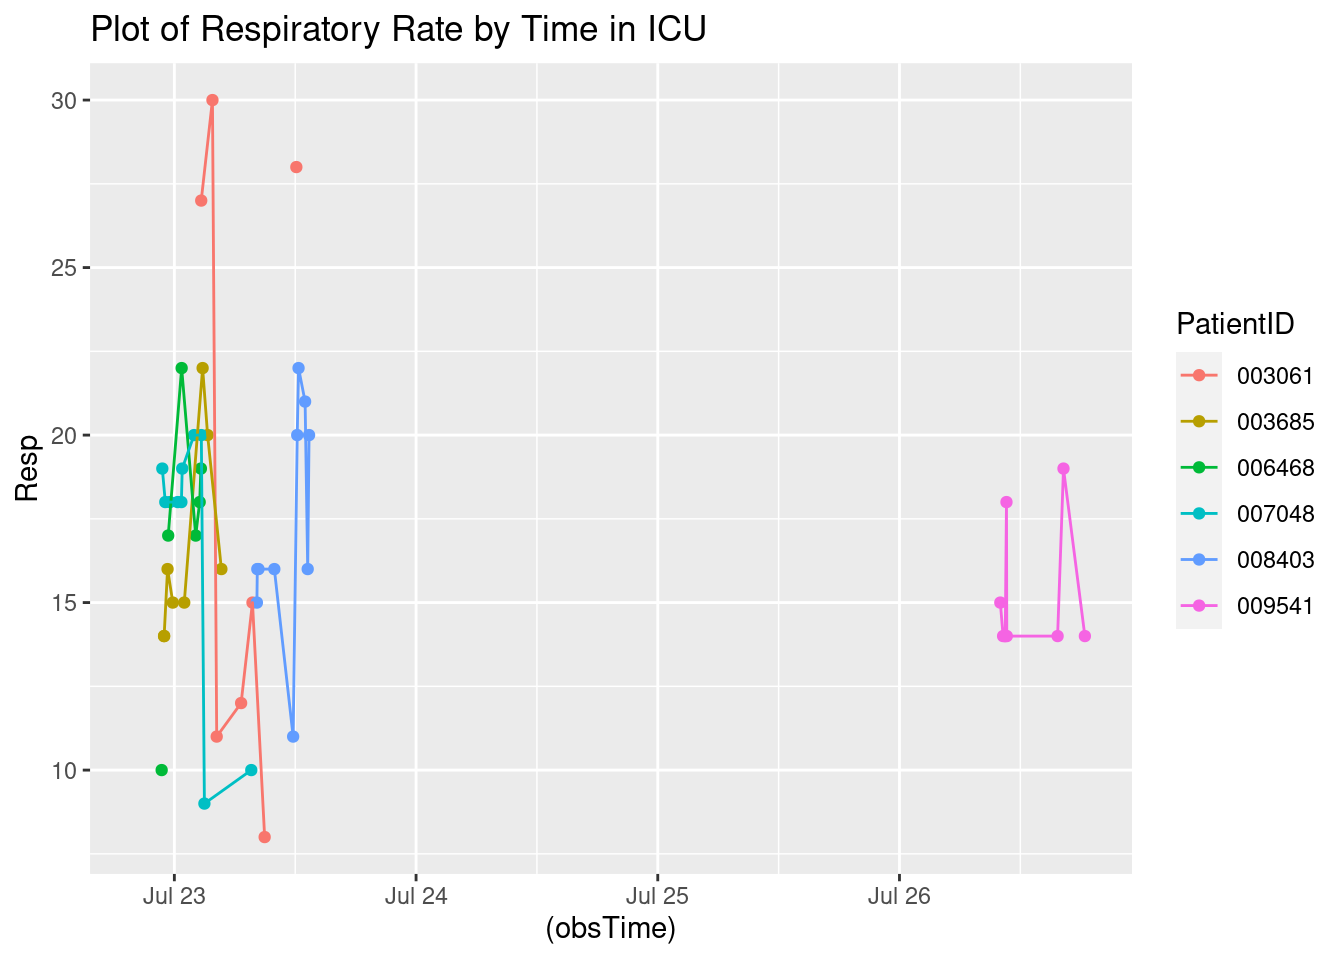 Plot of Respiratory Rate by Time in ICU
30
25
20
15
10
Resp
Jul 23
Jul 24
Jul 25
Jul 26
(obsTime)
PatientID
003061
003685
006468
007048
008403
009541